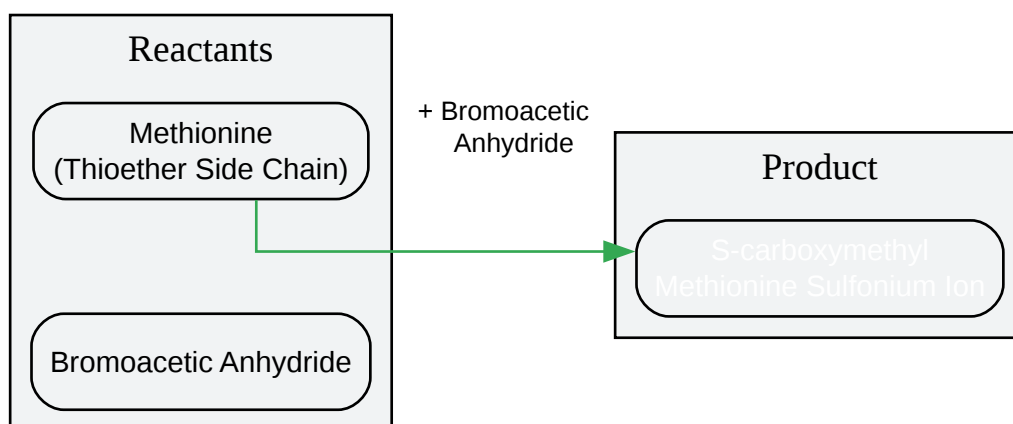 Reactants
Methionine
(Thioether Side Chain)
Bromoacetic Anhydride
+ Bromoacetic
Anhydride
Product
S-carboxymethyl
Methionine Sulfonium Ion